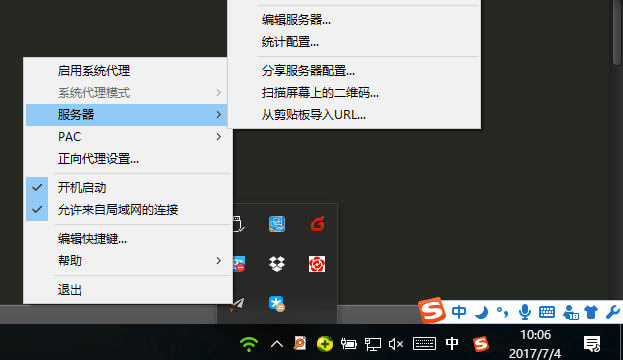 编辑服务器...
统计配置...
分享服务器配置...
扫描屏幕上的二维码...
从剪贴板导入URL...
启用系统代理
系统代理模式
服务器
PAC
正向代理设置...
开机启动
允许来自局域网的连接
编辑快捷键...
帮助
退出
S 中
中 S
10:06
2017/7/4